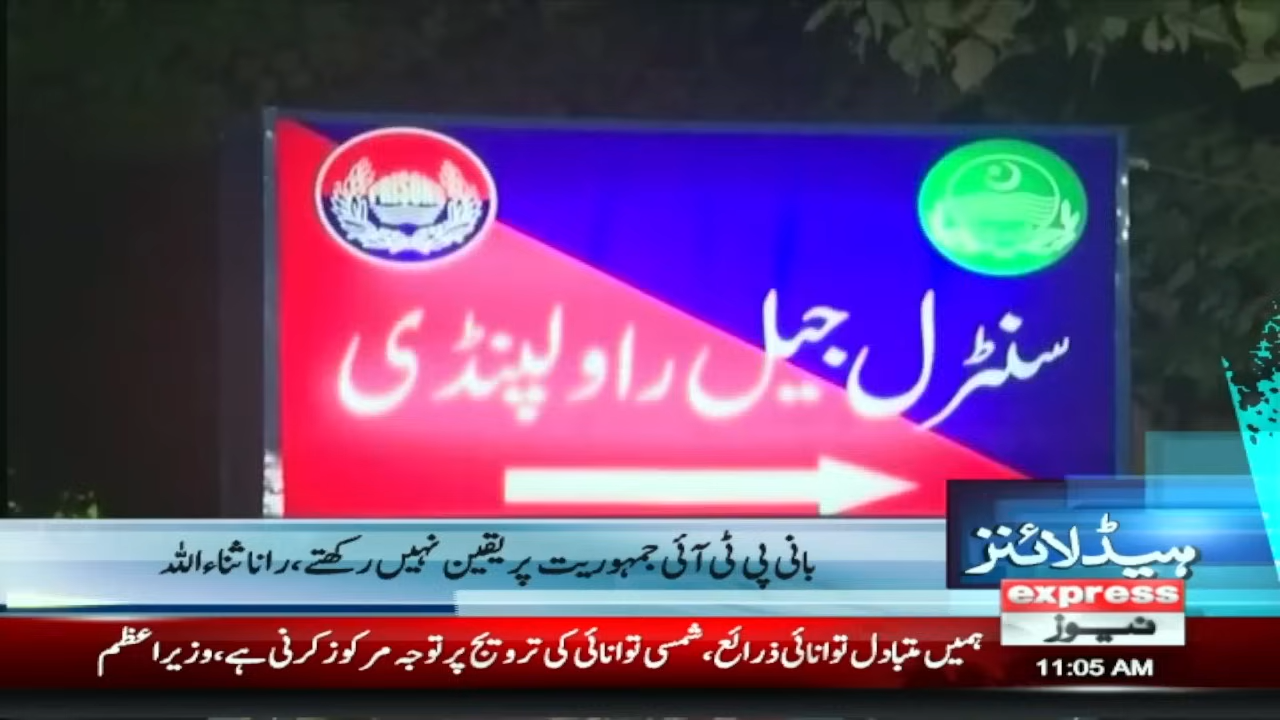 PRISON
سنٹرل جیل راولپنڈی
ہیڈلائنز
بانی پی ٹی آئی جمہوریت پر یقین نہیں رکھتے، رانا ثناء اللہ
express
نیوز
ہمیں متبادل توانائی ذرائع، شمسی توانائی کی ترویج پر توجہ مرکوز کرنی ہے، وزیراعظم
11:05 AM